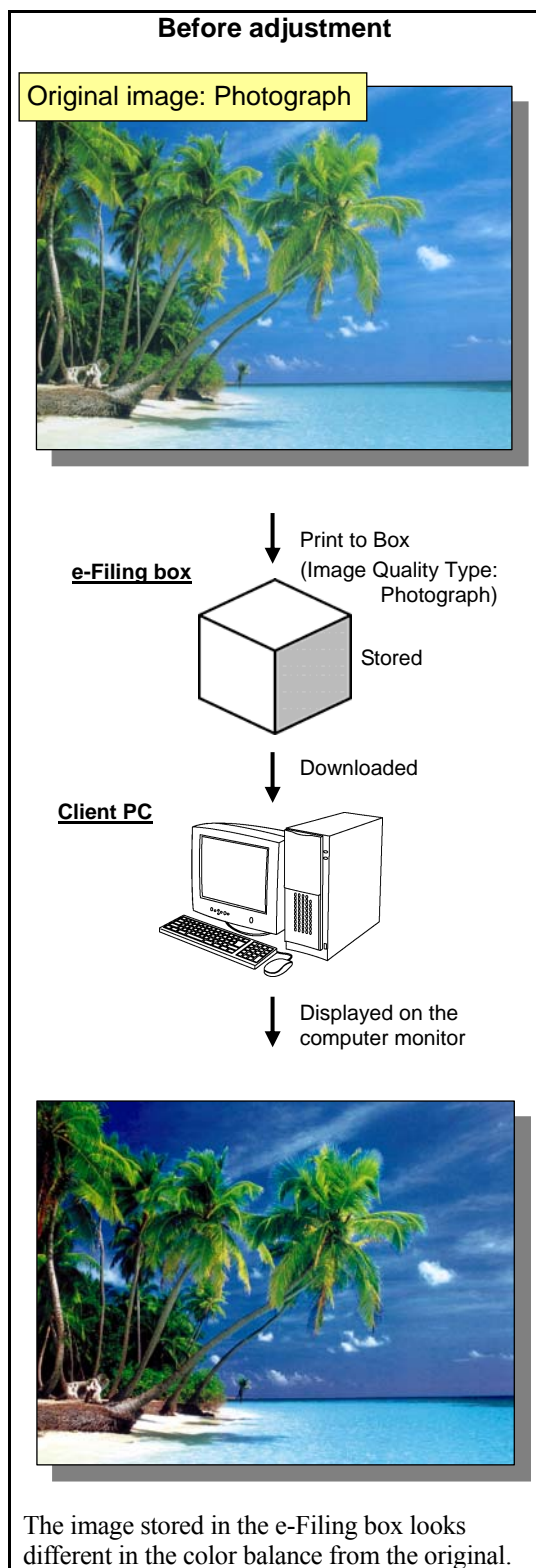 Before adjustment
Original image: Photograph
Print to Box
(Image Quality Type:
Photograph)
e-Filing box
Stored
Downloaded
Client PC
Displayed on the
computer monitor
The image stored in the e-Filing box looks
different in the color balance from the original.